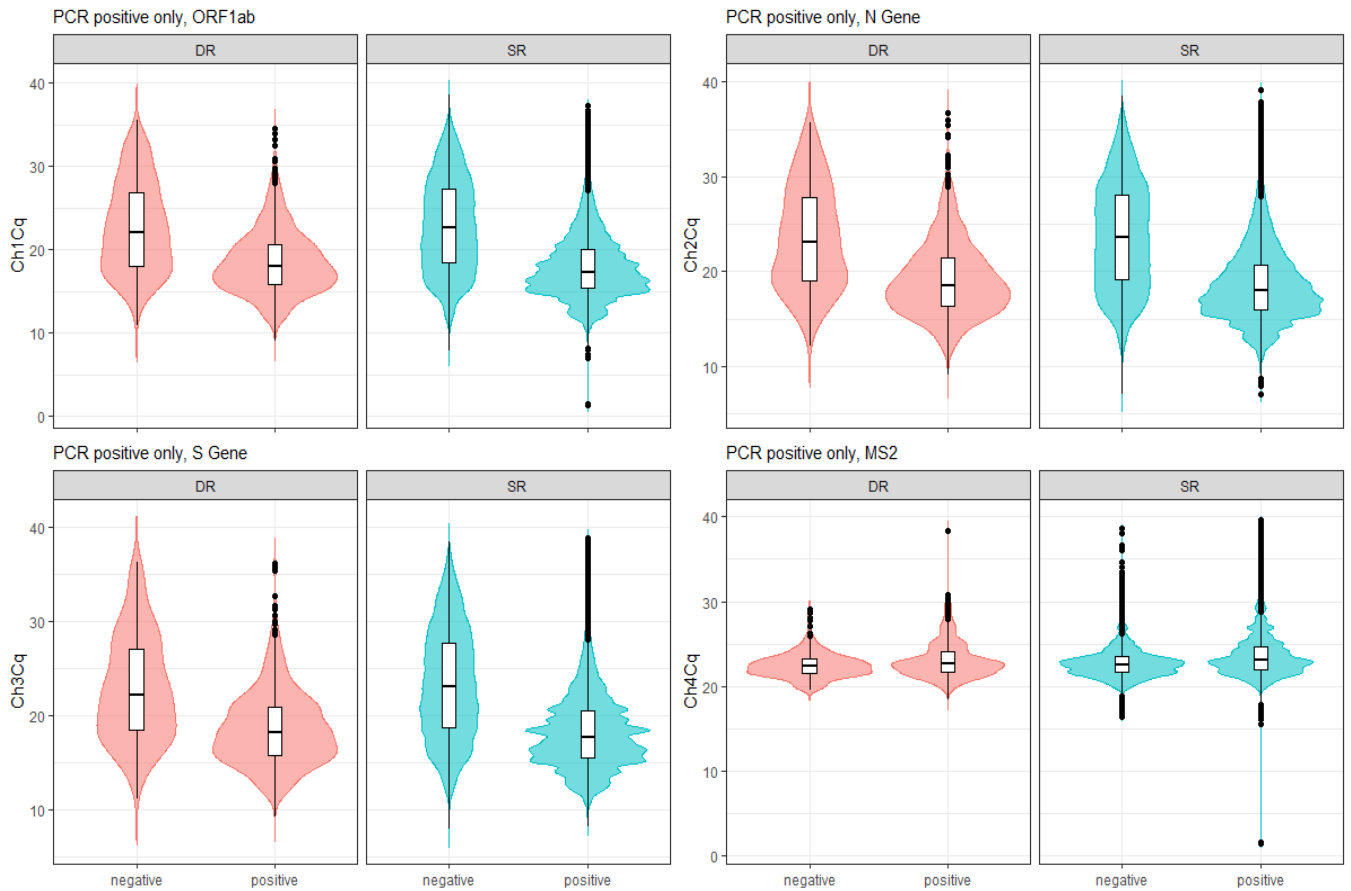 PCR positive only, ORF1ab
DR
SR
Ch1Cq
40
30
20
10
0
PCR positive only, N Gene
DR
SR
Ch2Cq
40
30
20
10
PCR positive only, S Gene
DR
SR
Ch3Cq
40
30
20
10
negative
positive
negative
positive
PCR positive only, MS2
DR
SR
Ch4Cq
40
30
20
10
0
negative
positive
negative
positive